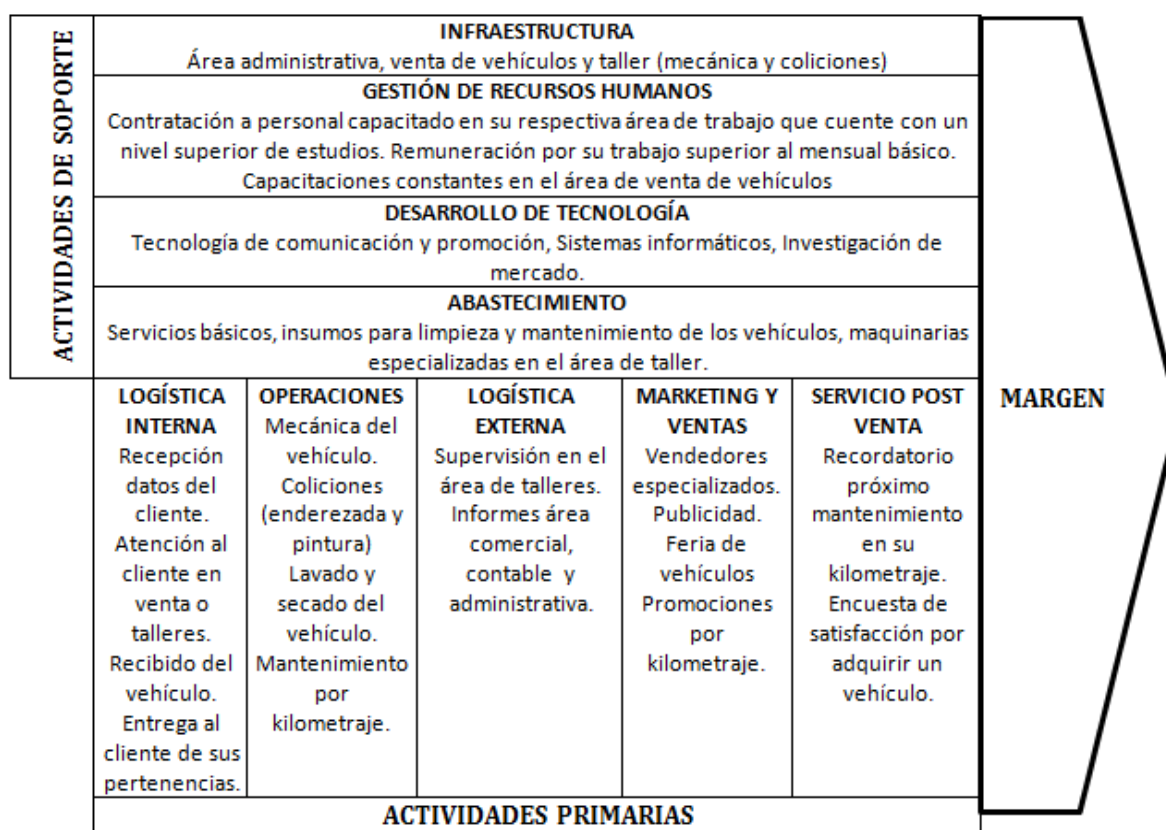 ACTIVIDADES DE SOPORTE
INFRAESTRUCTURA
Área administrativa, venta de vehículos y taller (mecánica y coliciones)
GESTIÓN DE RECURSOS HUMANOS
Contratación a personal capacitado en su respectiva área de trabajo que cuente con un
nivel superior de estudios. Remuneración por su trabajo superior al mensual básico.
Capacitaciones constantes en el área de venta de vehículos
DESARROLLO DE TECNOLOGÍA
Tecnología de comunicación y promoción, Sistemas informáticos, Investigación de
mercado.
ABASTECIMIENTO
Servicios básicos, insumos para limpieza y mantenimiento de los vehículos, maquinarias
especializadas en el área de taller.
LOGÍSTICA
INTERNA
Recepción
datos del
cliente.
Atención al
cliente en
venta o
talleres.
Recibido del
vehículo.
Entrega al
cliente de sus
pertenencias.
OPERACIONES
Mecánica del
vehículo.
Coliciones
(enderezada y
pintura)
Lavado y
secado del
vehículo.
Mantenimiento
por
kilometraje.
LOGÍSTICA
EXTERNA
Supervisión en el
área de talleres.
Informes área
comercial,
contable y
administrativa.
MARKETING Y
VENTAS
Vendedores
especializados.
Publicidad.
Feria de
vehículos
Promociones
por
kilometraje.
SERVICIO POST
VENTA
Recordatorio
próximo
mantenimiento
en su
kilometraje.
Encuesta de
satisfacción por
adquirir un
vehículo.
MARGEN
ACTIVIDADES PRIMARIAS